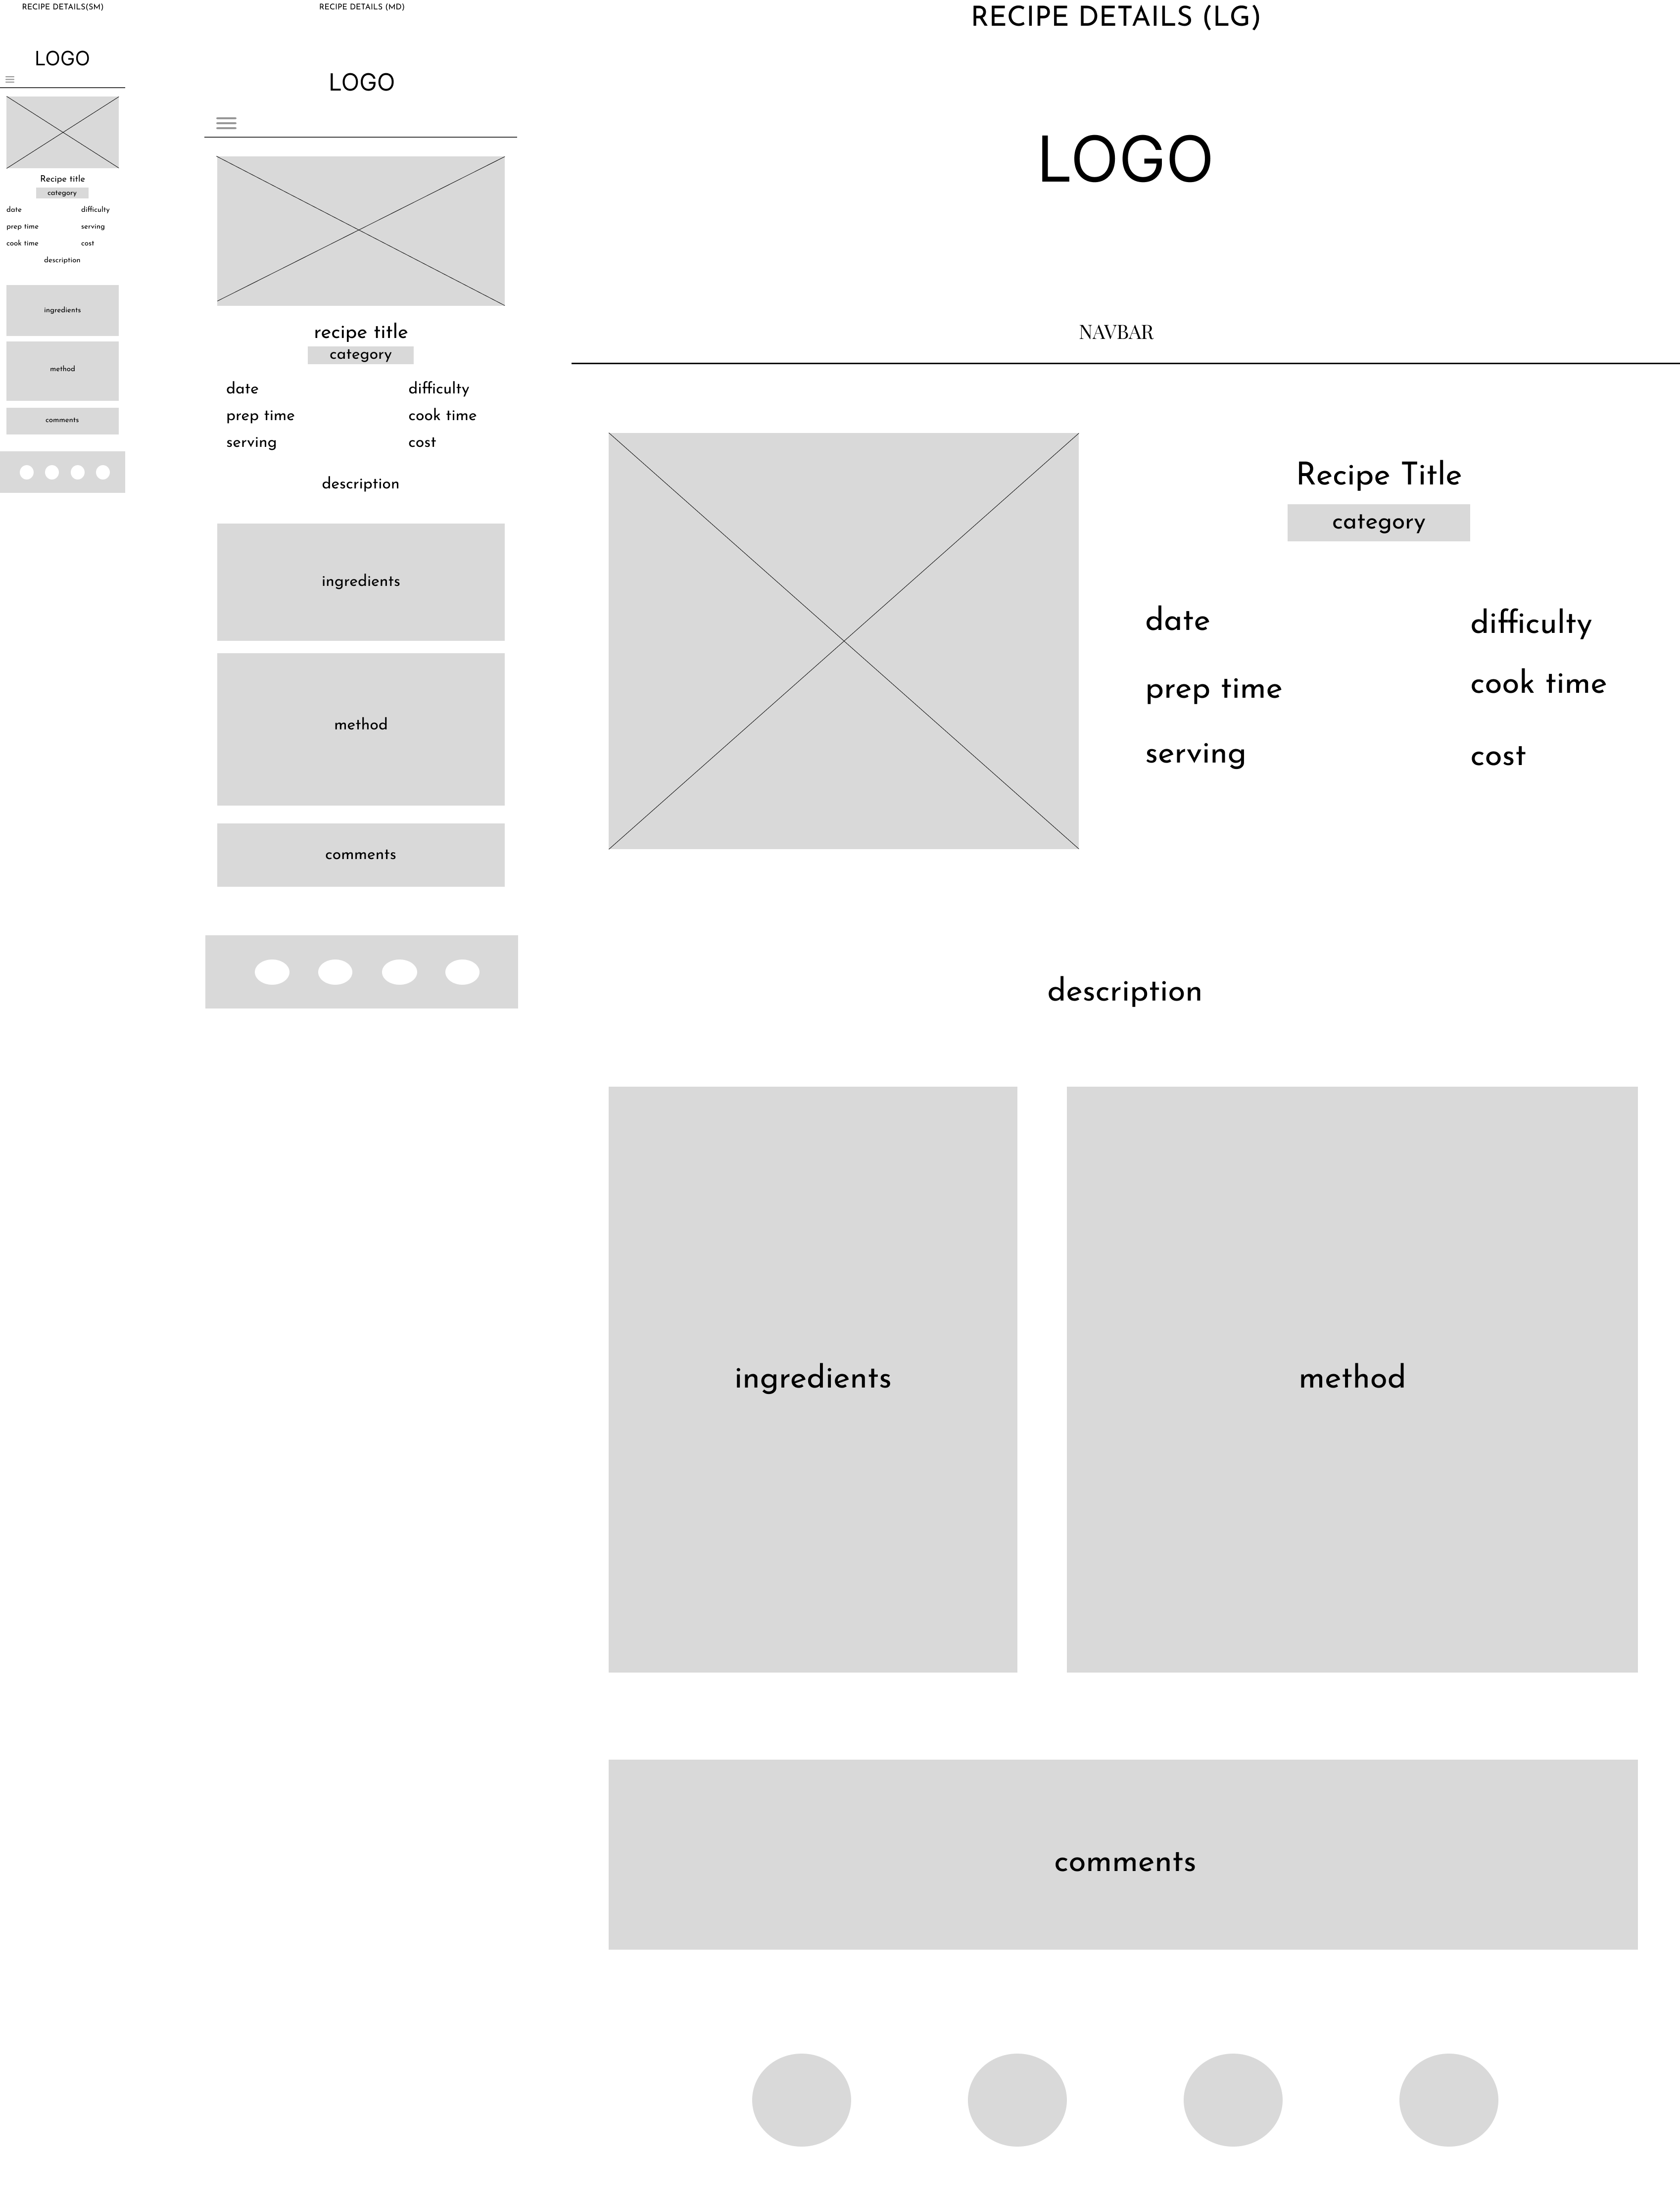 RECIPE DETAILS(SM)
LOGO
Recipe title
category
date difficulty
prep time serving
cook time cost
description
ingredients
method
comments
RECIPE DETAILS (MD)
LOGO
recipe title
category
date difficulty
prep time cook time
serving cost
description
ingredients
method
comments
RECIPE DETAILS (LG)
LOGO
NAVBAR
Recipe Title
category
date difficulty
prep time cook time
serving cost
description
ingredients method
comments